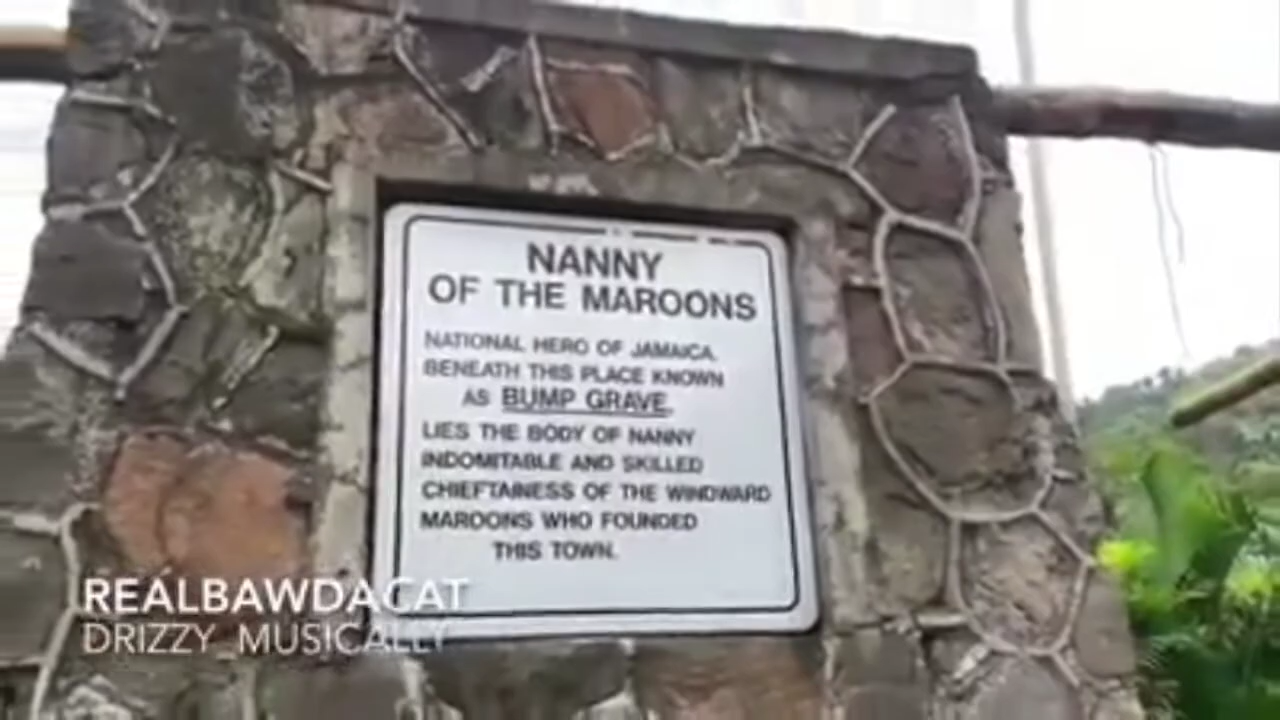 NANNY
OF THE MAROONS
NATIONAL HERO OF JAMAICA.
BENEATH THIS PLACE KNOWN
AS BUMP GRAVE.
LIES THE BODY OF NANNY
INDOMITABLE AND SKILLED
CHIEFTAINESS OF THE WINDWARD
MAROONS WHO FOUNDED
THIS TOWN.
REALBAWDACAT
DRIZZY_MUSICALLY